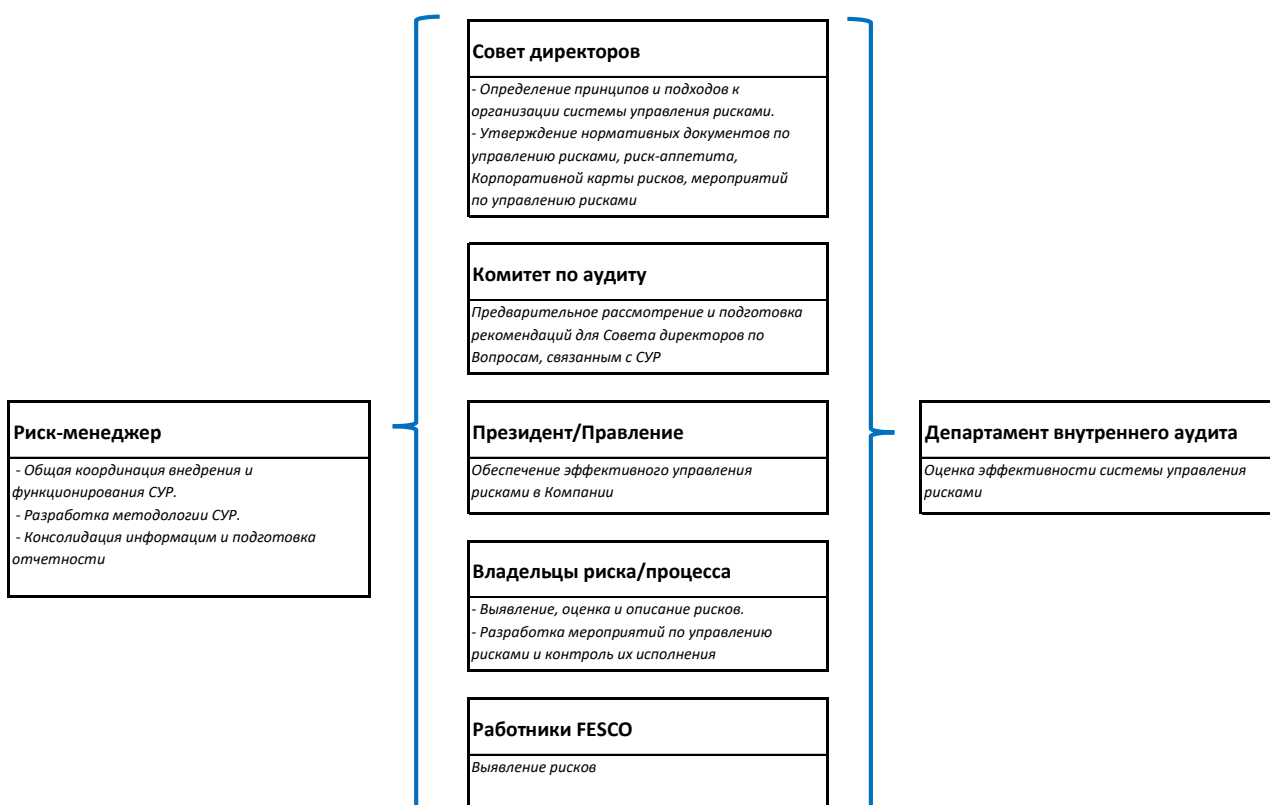 Совет директоров
- Определение принципов и подходов к
организации системы управления рисками.
- Утверждение нормативных документов по
управлению рисками, риск-аппетита,
Корпоративной карты рисков, мероприятий
по управлению рисками
Комитет по аудиту
Предварительное рассмотрение и подготовка
рекомендаций для Совета директоров по
Вопросам, связанным с СУР
Риск-менеджер
- Общая координация внедрения и
функционирования СУР.
- Разработка методологии СУР.
- Консолидация информацим и подготовка
отчетности
Президент/Правление
Обеспечение эффективного управления
рисками в Компании
Департамент внутреннего аудита
Оценка эффективности системы управления
рисками
Владельцы риска/процесса
- Выявление, оценка и описание рисков.
- Разработка мероприятий по управлению
рисками и контроль их исполнения
Работники FESCO
Выявление рисков